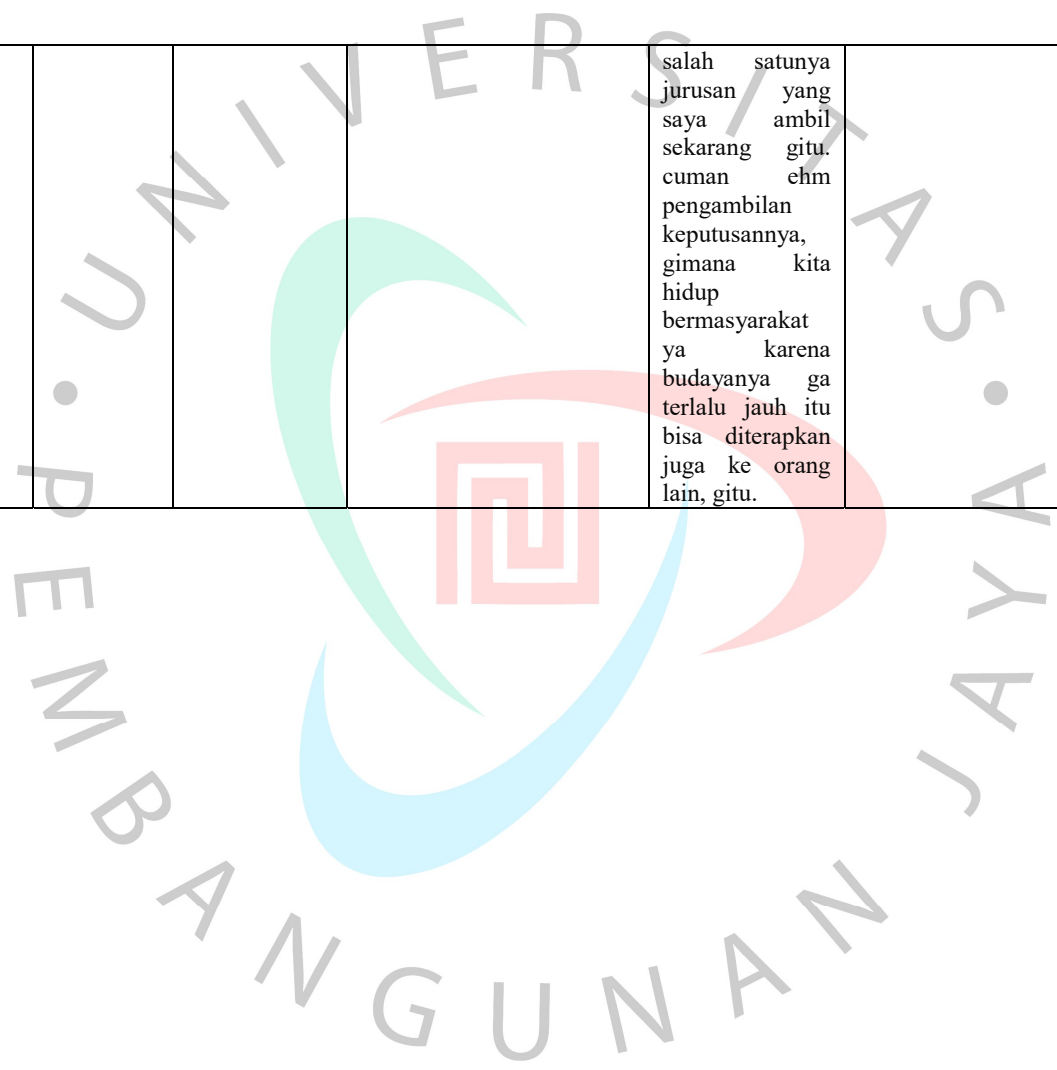 salah satunya
jurusan yang
saya ambil
sekarang gitu.
cuman ehm
pengambilan
keputusannya,
gimana kita
hidup
bermasyarakat
ya karena
budayanya ga
terlalu jauh itu
bisa diterapkan
juga ke orang
lain, gitu.
UNIVERSITAS • PEMBANGUNAN JAYA •